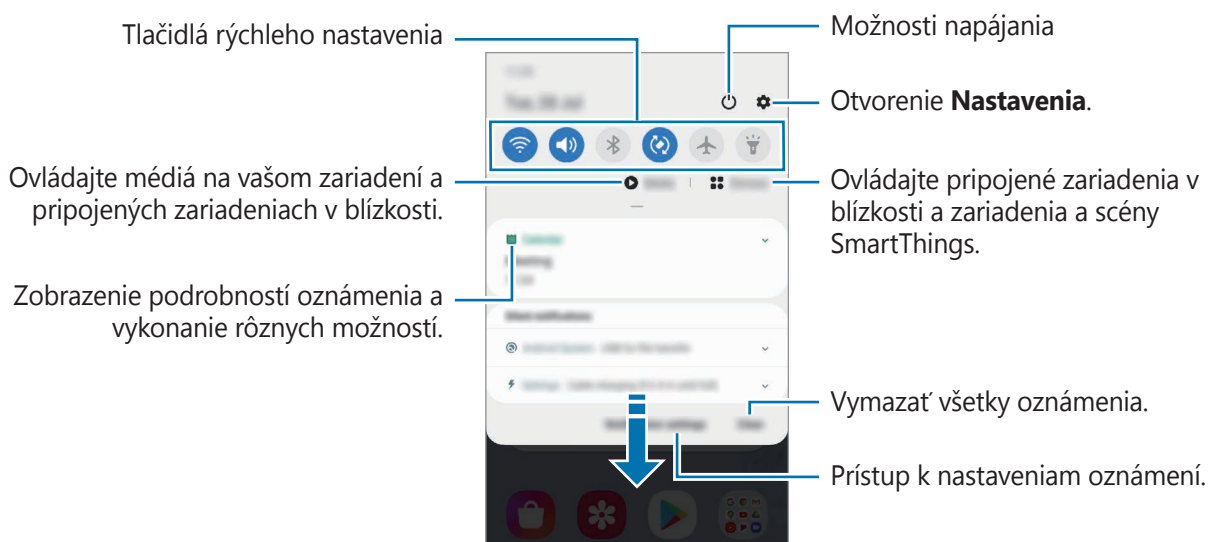 Tlačidlá rýchleho nastavenia
Možnosti napájania
Otvorenie Nastavenia.
Ovládajte médiá na vašom zariadení a
pripojených zariadeniach v blízkosti.
Ovládajte pripojené zariadenia v
blízkosti a zariadenia a scény
SmartThings.
Zobrazenie podrobností oznámenia a
vykonanie rôznych možností.
Vymazať všetky oznámenia.
Prístup k nastaveniam oznámení.